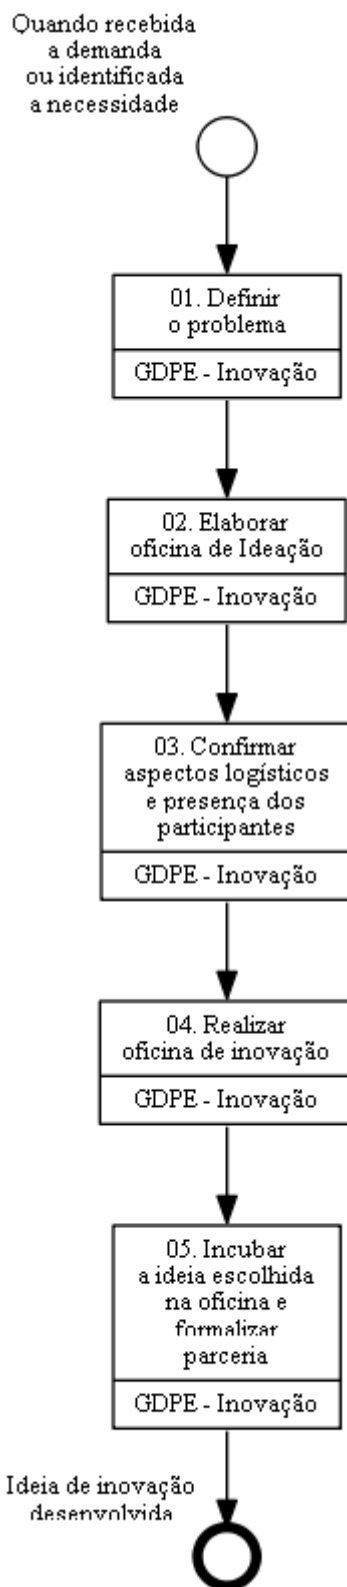 Quando recebida
a demanda
ou identificada
a necessidade
01. Definir
o problema
GDPE - Inovação
02. Elaborar
oficina de Ideação
GDPE - Inovação
03. Confirmar
aspectos logísticos
e presença dos
participantes
GDPE - Inovação
04. Realizar
oficina de inovação
GDPE - Inovação
05. Incubar
a ideia escolhida
na oficina e
formalizar
parceria
GDPE - Inovação
Ideia de inovação
desenvolvida